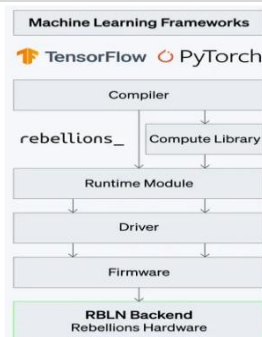 Machine Learning Frameworks
TensorFlow PyTorch
Compiler
rebellions_
Compute Library
Runtime Module
Driver
Firmware
RBLN Backend
Rebellions Hardware